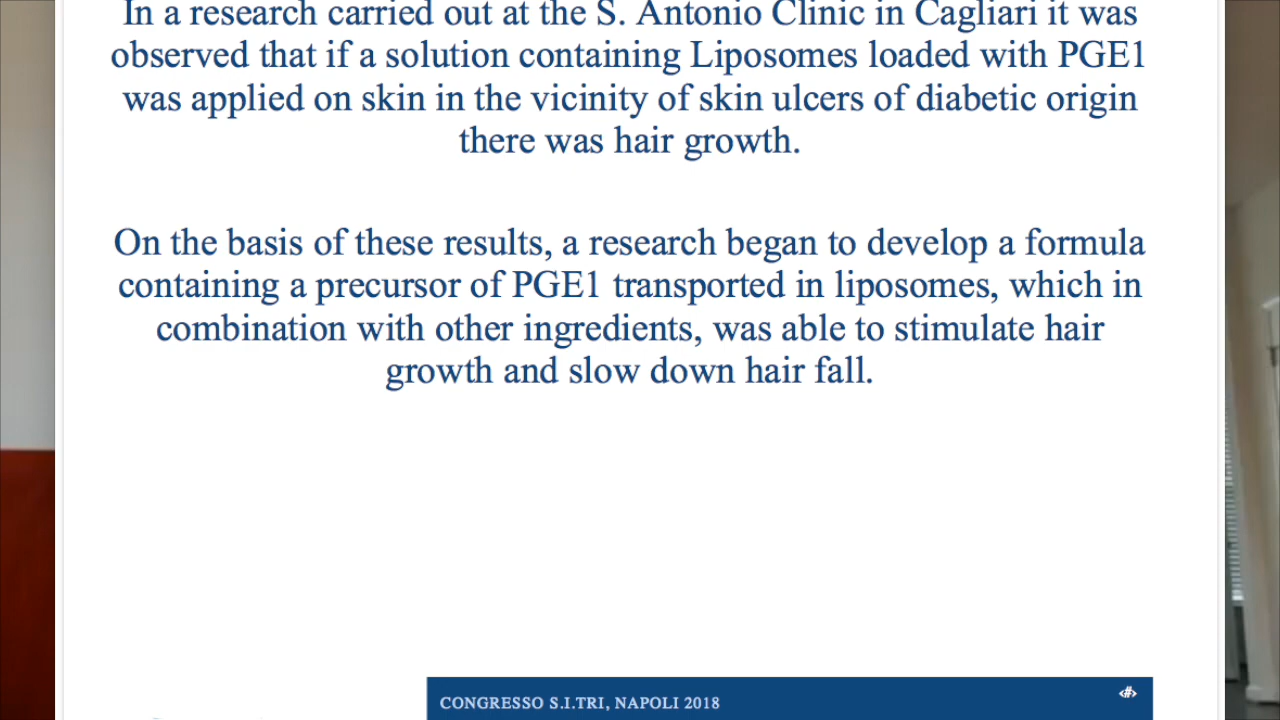 In a research carried out at the S. Antonio Clinic in Cagliari it was
observed that if a solution containing Liposomes loaded with PGE1
was applied on skin in the vicinity of skin ulcers of diabetic origin
there was hair growth.
On the basis of these results, a research began to develop a formula
containing a precursor of PGE1 transported in liposomes, which in
combination with other ingredients, was able to stimulate hair
growth and slow down hair fall.
CONGRESSO S.I.TRI, NAPOLI 2018
‹#›